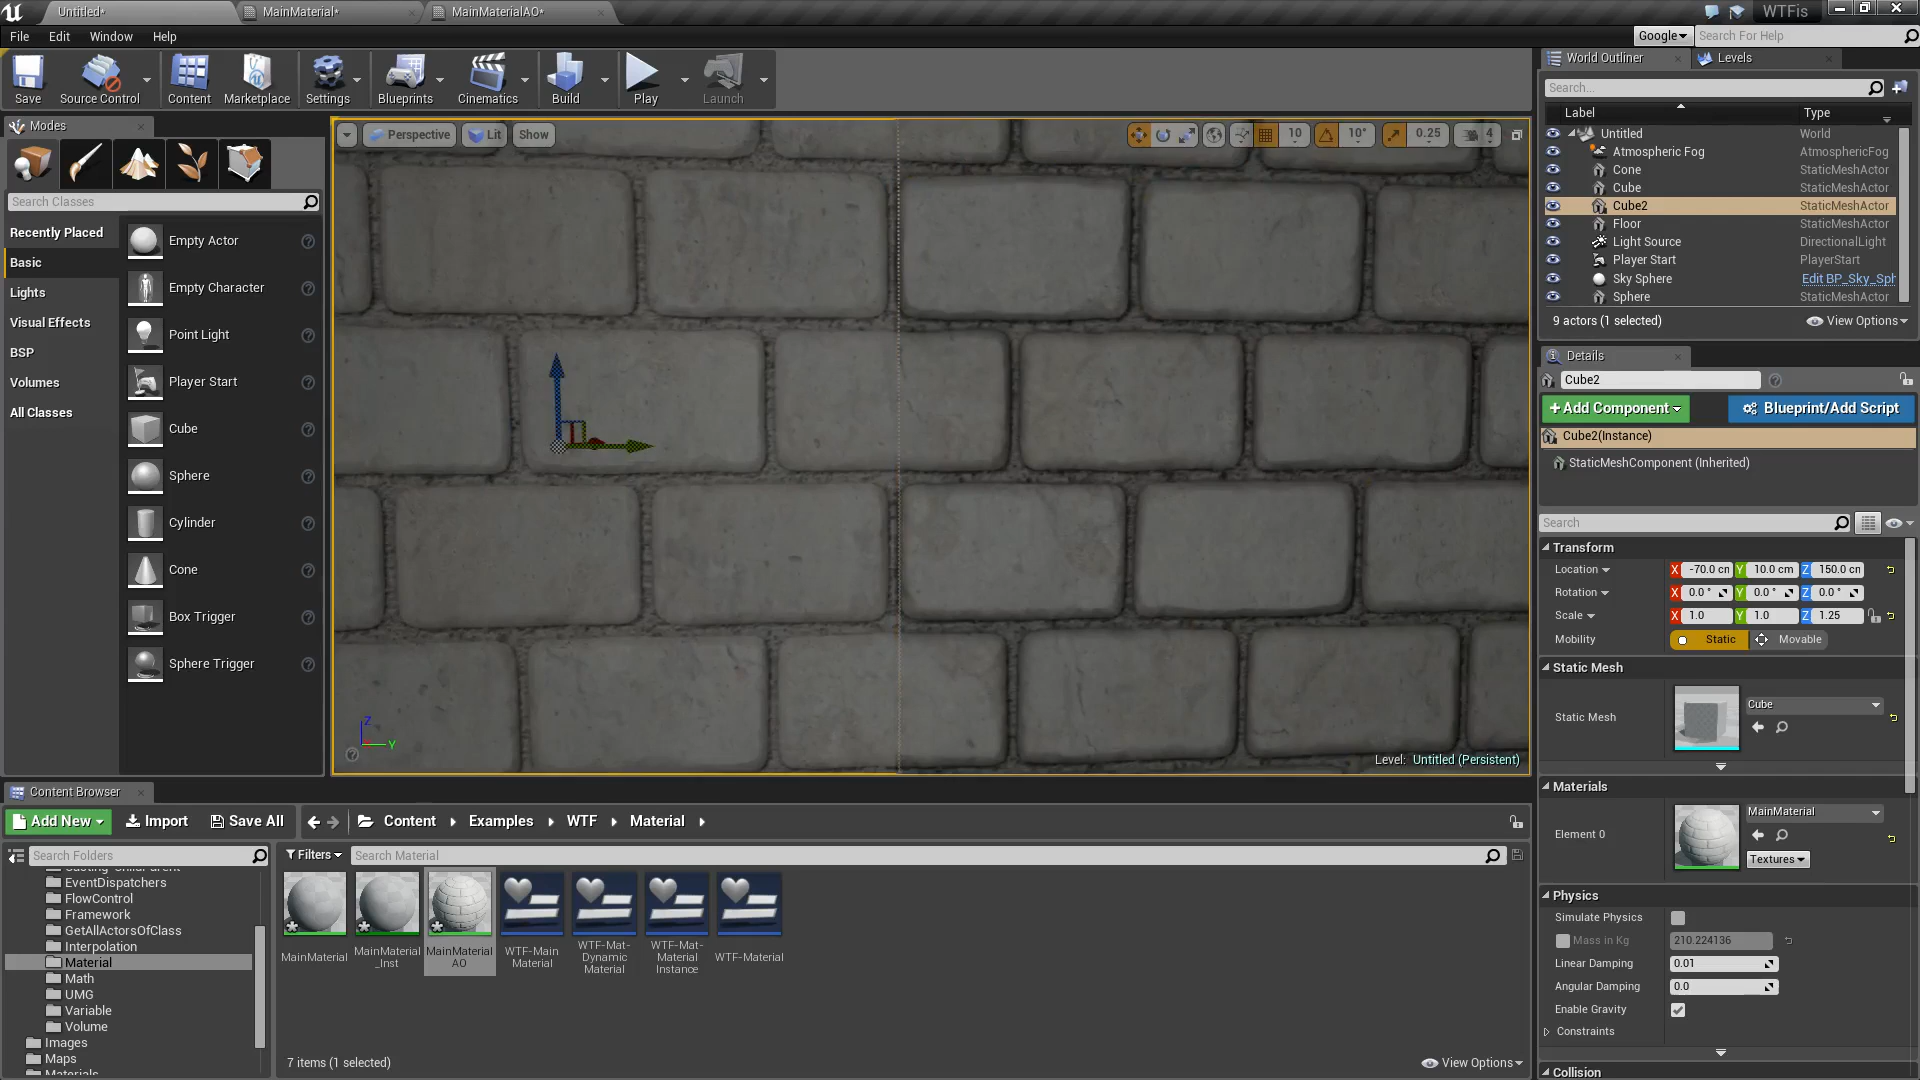 Untitled*
MainMaterial*
MainMaterialAO*
WTFis
File
Edit
Window
Help
Google
Search For Help
Save
Source Control
Content
Marketplace
Settings
Blueprints
Cinematics
Build
Play
Launch
Modes
Search Classes
Recently Placed
Basic
Lights
Visual Effects
BSP
Volumes
All Classes
Empty Actor
Empty Character
Point Light
Player Start
Cube
Sphere
Cylinder
Cone
Box Trigger
Sphere Trigger
Perspective
Lit
Show
10
10°
0.25
4
Z
Y
Level: Untitled (Persistent)
World Outliner
Levels
Search...
Label Type
Untitled World
Atmospheric Fog AtmosphericFog
Cone StaticMeshActor
Cube StaticMeshActor
Cube2 StaticMeshActor
Floor StaticMeshActor
Light Source DirectionalLight
Player Start PlayerStart
Sky Sphere Edit BP_Sky_Sph
Sphere StaticMeshActor
9 actors (1 selected)
View Options
Details
Cube2
+Add Component
Blueprint/Add Script
Cube2(Instance)
StaticMeshComponent (Inherited)
Search
Transform
Location X -70.0 cm Y 10.0 cm Z 150.0 cm
Rotation X 0.0 ° Y 0.0 ° Z 0.0 °
Scale X 1.0 Y 1.0 Z 1.25
Mobility Static Movable
Static Mesh
Static Mesh
Cube
Materials
Element 0
MainMaterial
Textures
Physics
Simulate Physics
Mass in Kg 210.224136
Linear Damping 0.01
Angular Damping 0.0
Enable Gravity
Constraints
Collision
Content Browser
Add New
Import
Save All
Content
Examples
WTF
Material
Search Folders
EventDispatchers
FlowControl
Framework
GetAllActorsOfClass
Interpolation
Material
Math
UMG
Variable
Volume
Images
Maps
Materials
Filters
Search Material
MainMaterial
MainMaterial
_Inst
MainMaterial
AO
WTF-Main
Material
WTF-Mat-
Dynamic
Material
WTF-Mat-
Material
Instance
WTF-Material
7 items (1 selected)
View Options